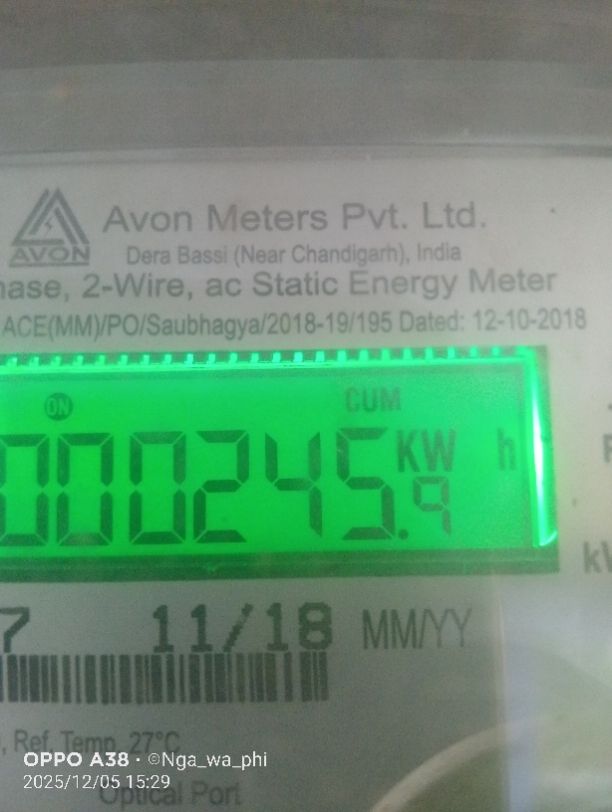 AVON
Avon Meters Pvt. Ltd.
Dera Bassi (Near Chandigarh), India
hase, 2-Wire, ac Static Energy Meter
ACE(MM)/PO/Saubhagya/2018-19/195 Dated: 12-10-2018
ON CUM
000245.9 KW h
7 11/18 MM/YY
Ref. Temp. 27°C
OPPO A38 · ©Nga_wa_phi
2025/12/05 15:29
Optical Port